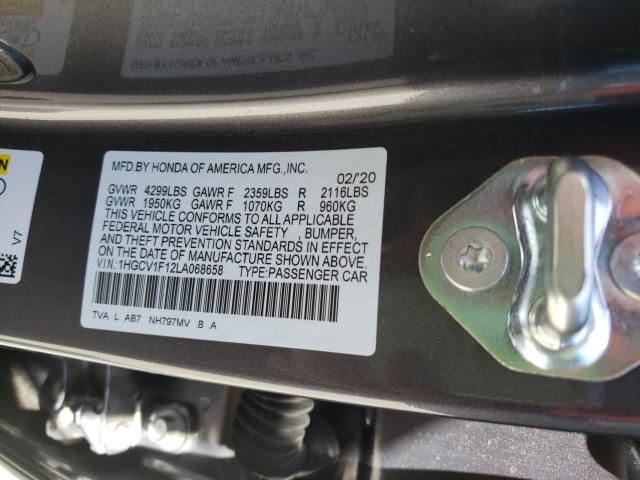 MFD.BY HONDA OF AMERICA MFG.,INC.
02/'20
GVWR 4299LBS GAWR F 2359LBS R 2116LBS
GVWR 1950KG GAWR F 1070KG R 960KG
THIS VEHICLE CONFORMS TO ALL APPLICABLE
FEDERAL MOTOR VEHICLE SAFETY , BUMPER,
AND THEFT PREVENTION STANDARDS IN EFFECT
ON THE DATE OF MANUFACTURE SHOWN ABOVE.
V.I.N.:1HGCV1F12LA068658 TYPE:PASSENGER CAR
TVA L AB7 NH797MV .B .A
V7